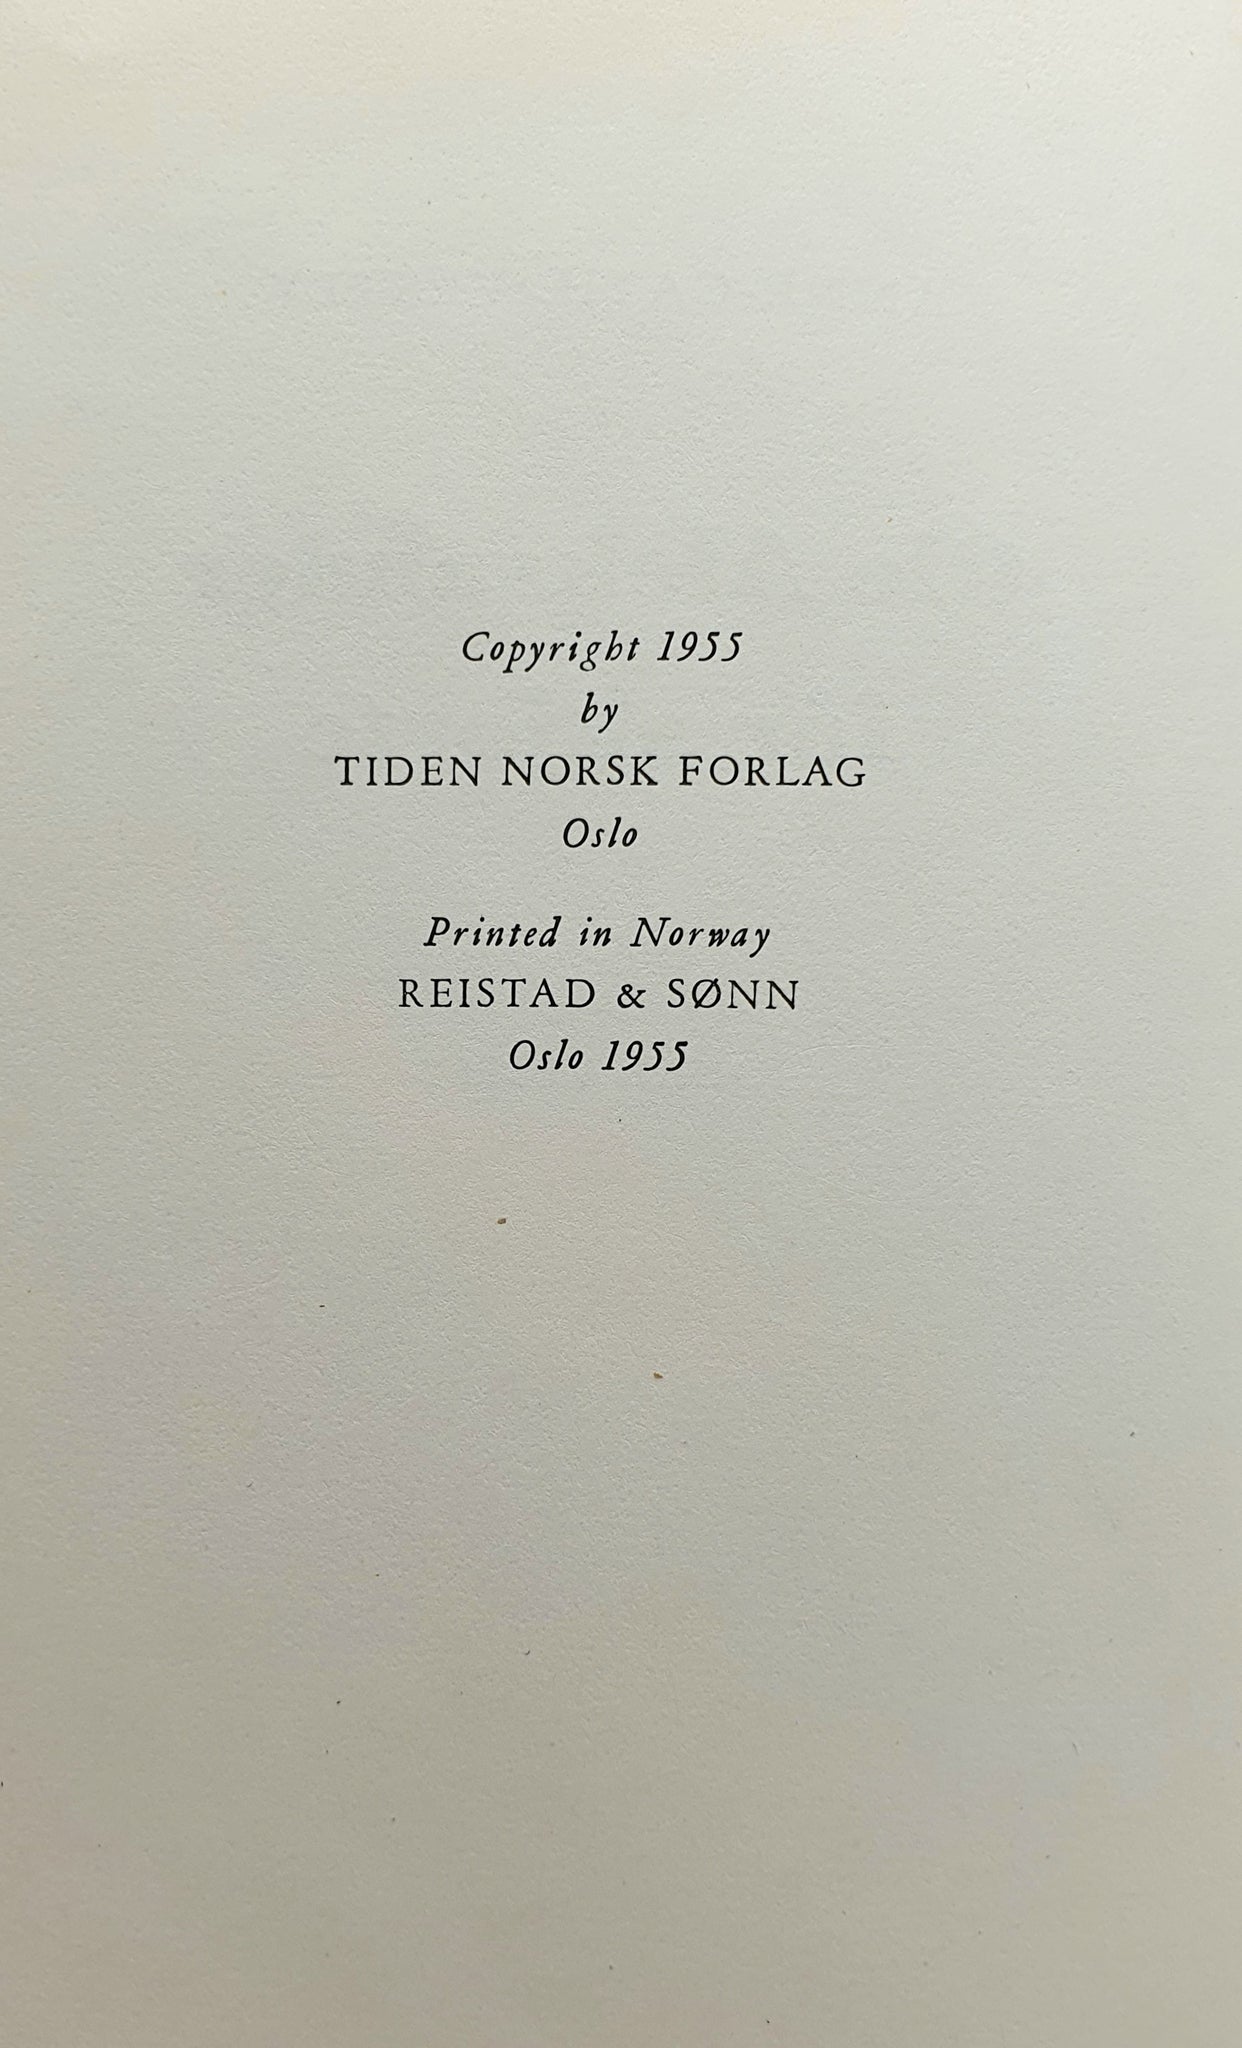 Copyright 1955
by
TIDEN NORSK FORLAG
Oslo
Printed in Norway
REISTAD & SØNN
Oslo 1955